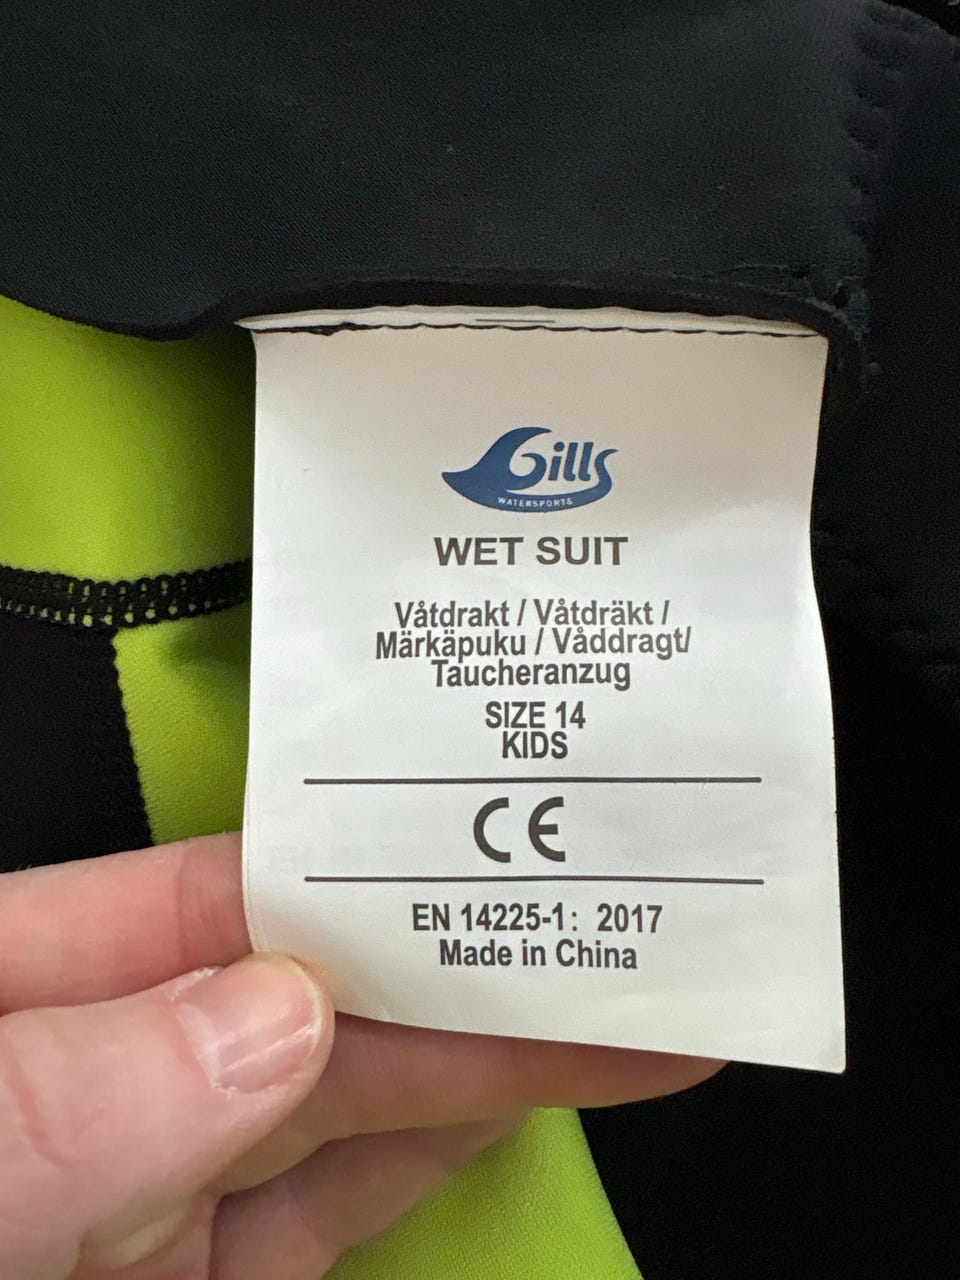 Gills
WATERSPORTS
WET SUIT
Våtdrakt / Våtdräkt /
Märkäpuku / Våddragt/
Taucheranzug
SIZE 14
KIDS
CE
EN 14225-1: 2017
Made in China